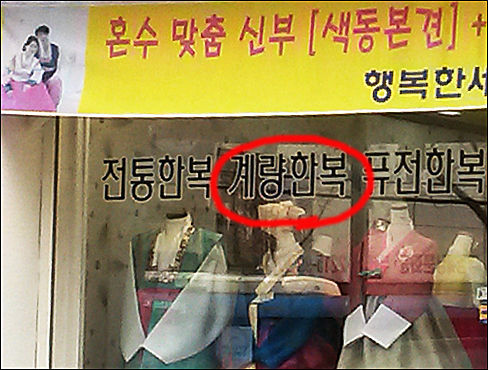 혼수 맞춤 신부 [색동본견] +
행복한세
전통한복 계량한복 퓨전한복